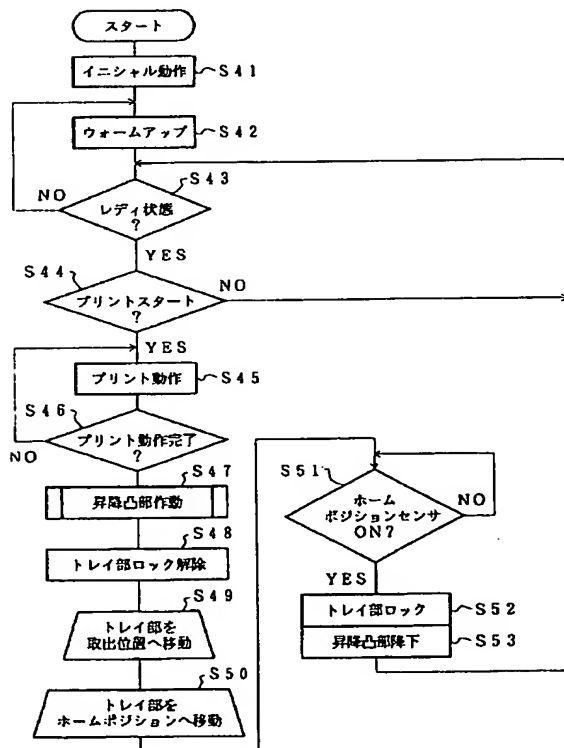 スタート
イニシャル動作
S41
ウォームアップ
S42
S43
NO
レディ状態
?
YES
S44
NO
プリントスタート
?
YES
プリント動作
S45
S46
プリント動作完了
?
NO
S47
昇降凸部作動
S48
トレイ部ロック解除
S49
トレイ部を
取出位置へ移動
S50
トレイ部を
ホームポジションへ移動
S51
ホーム
ポジションセンサ
ON?
NO
YES
トレイ部ロック
S52
昇降凸部降下
S53